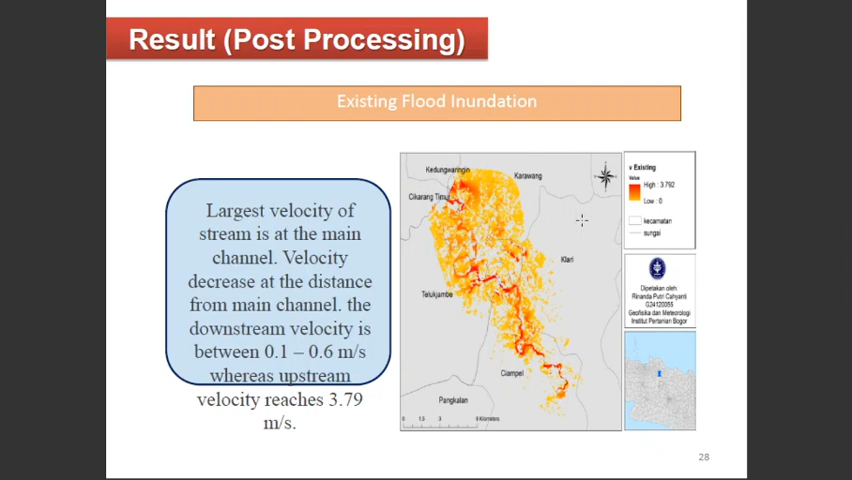 Result (Post Processing)
Existing Flood Inundation
Largest velocity of
stream is at the main
channel. Velocity
decrease at the distance
from main channel. the
downstream velocity is
between 0.1 – 0.6 m/s
whereas upstream
velocity reaches 3.79
m/s.
Kedungwaringin
Karawang
Cikarang Timur
Klari
Telukjambe
Ciampel
Pangkalan
0 1.5 3 6 9 Kilometers
v Existing
Value
High : 3.792
Low : 0
kecamatan
sungai
Dipetakan oleh:
Rinanda Putri Cahyanti
G24120055
Geofisika dan Meteorologi
Institut Pertanian Bogor
28